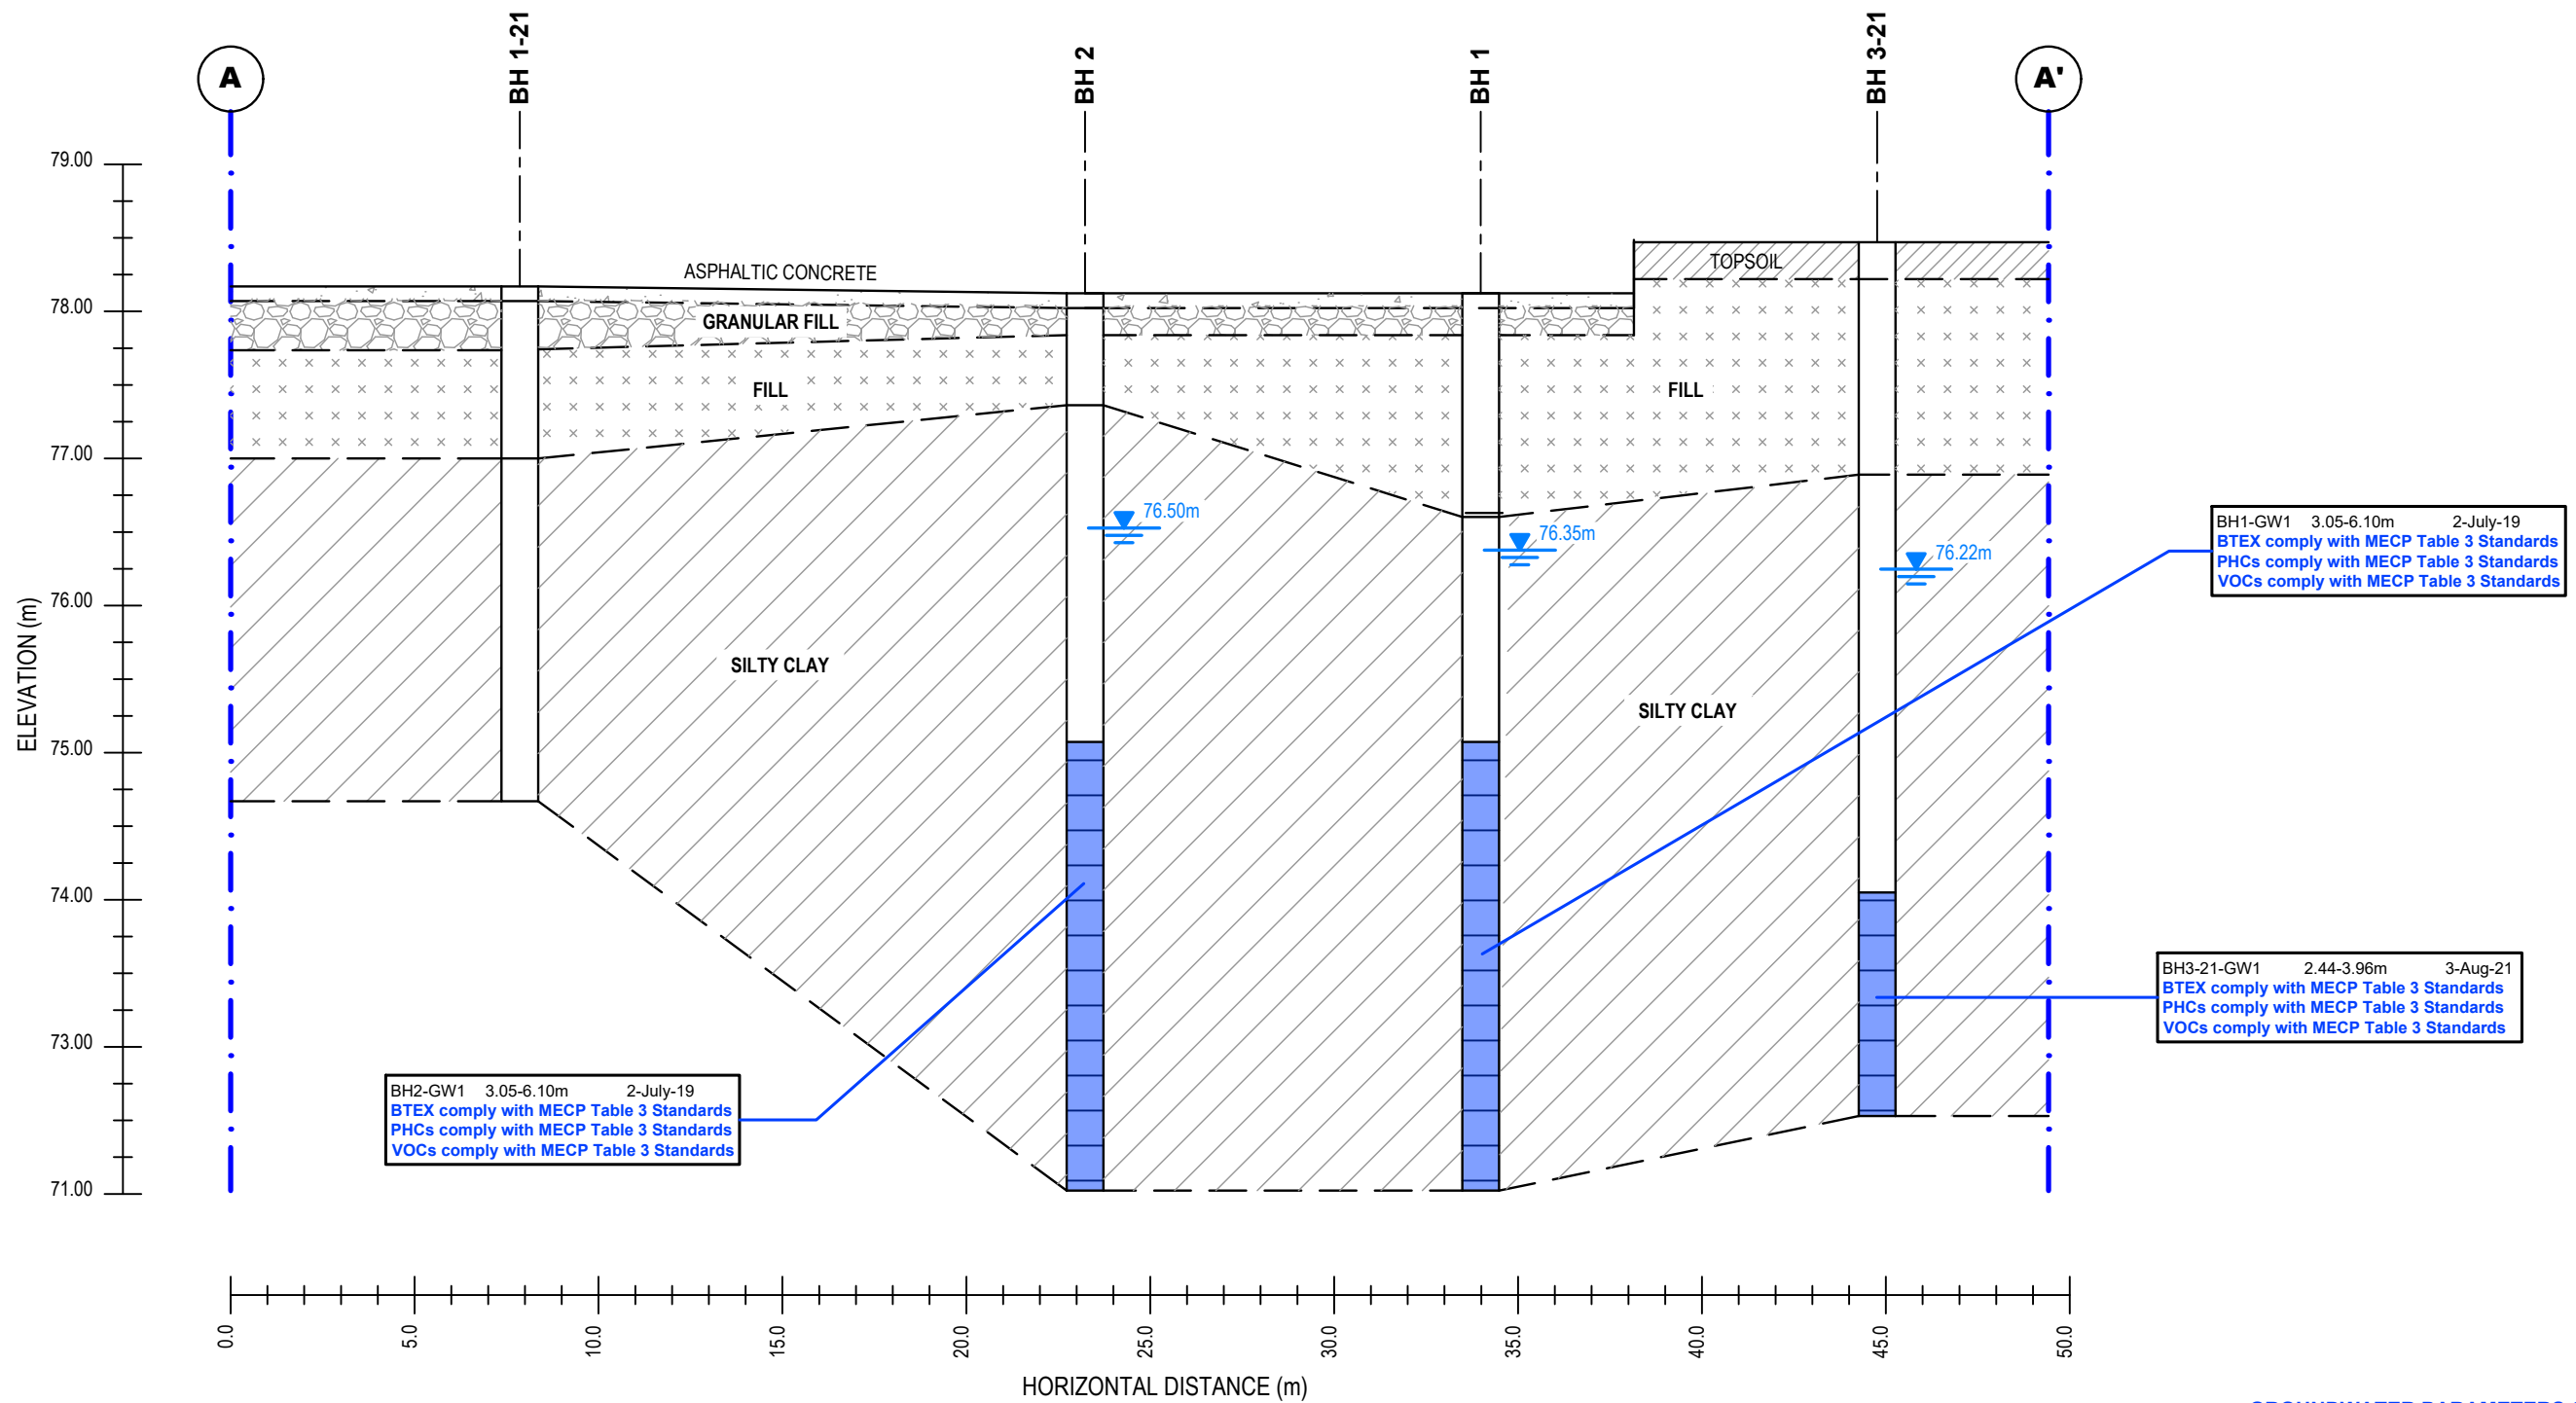 A
BH 1-21
BH 2
BH 1
BH 3-21
A'
79.00
78.00
77.00
76.00
75.00
74.00
73.00
71.00
ELEVATION (m)
ASPHALTIC CONCRETE
TOPSOIL
GRANULAR FILL
FILL
FILL
76.50m
76.35m
76.22m
SILTY CLAY
SILTY CLAY
BH1-GW1 3.05-6.10m 2-July-19
BTEX comply with MECP Table 3 Standards
PHCs comply with MECP Table 3 Standards
VOCs comply with MECP Table 3 Standards
BH3-21-GW1 2.44-3.96m 3-Aug-21
BTEX comply with MECP Table 3 Standards
PHCs comply with MECP Table 3 Standards
VOCs comply with MECP Table 3 Standards
BH2-GW1 3.05-6.10m 2-July-19
BTEX comply with MECP Table 3 Standards
PHCs comply with MECP Table 3 Standards
VOCs comply with MECP Table 3 Standards
0.0
5.0
10.0
15.0
20.0
25.0
30.0
35.0
40.0
45.0
50.0
HORIZONTAL DISTANCE (m)